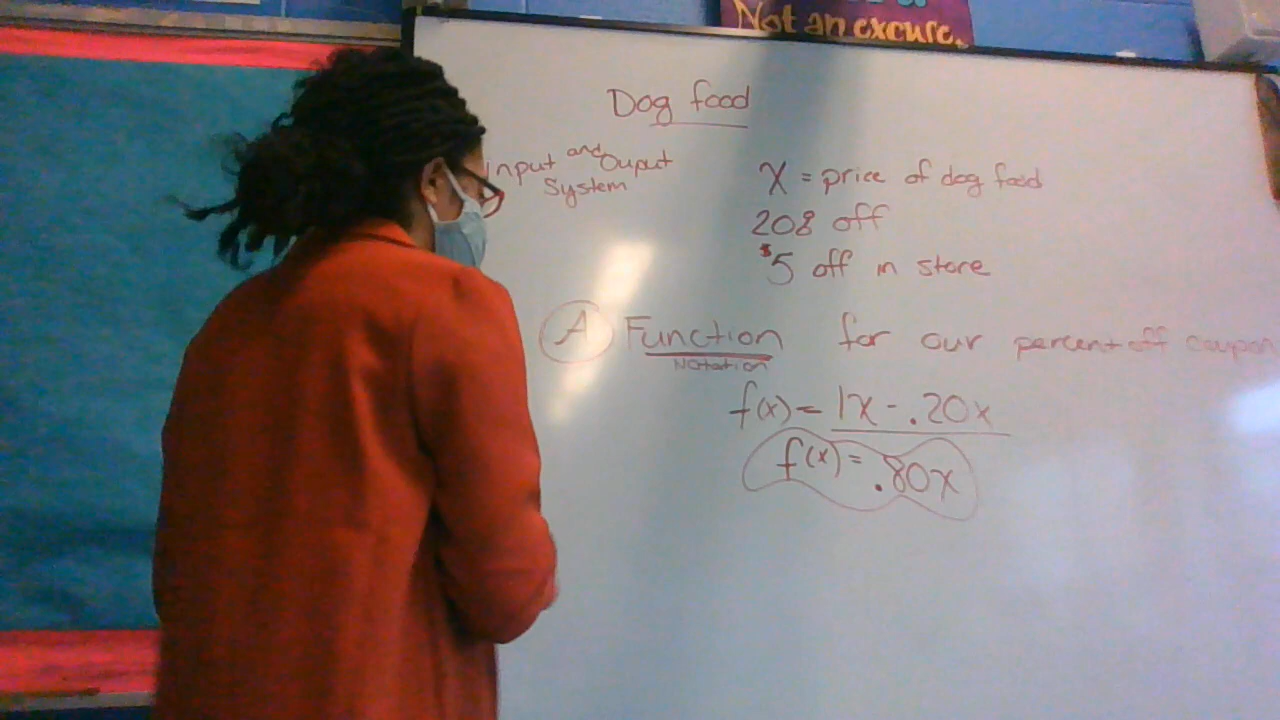 Not an excuse.
Dog food
input and Ouput
System
x = price of dog food
20% off
$5 off in store
A Function for our percent off coupon
Notation
f(x) = 1x - .20x
f(x) = .80x